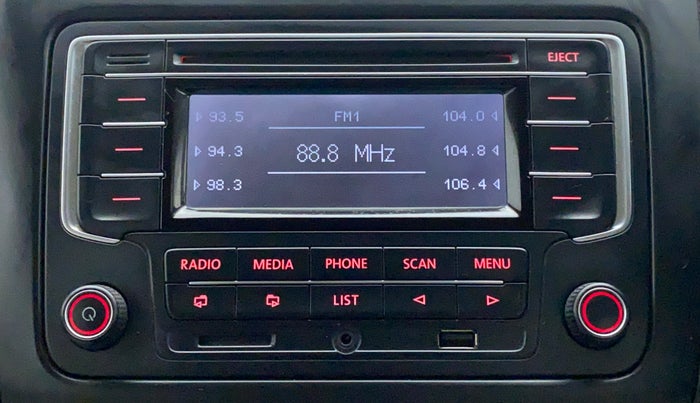 EJECT
93.5 FM1 104.0
94.3 88.8 MHz 104.8
98.3 106.4
RADIO MEDIA PHONE SCAN MENU
LIST